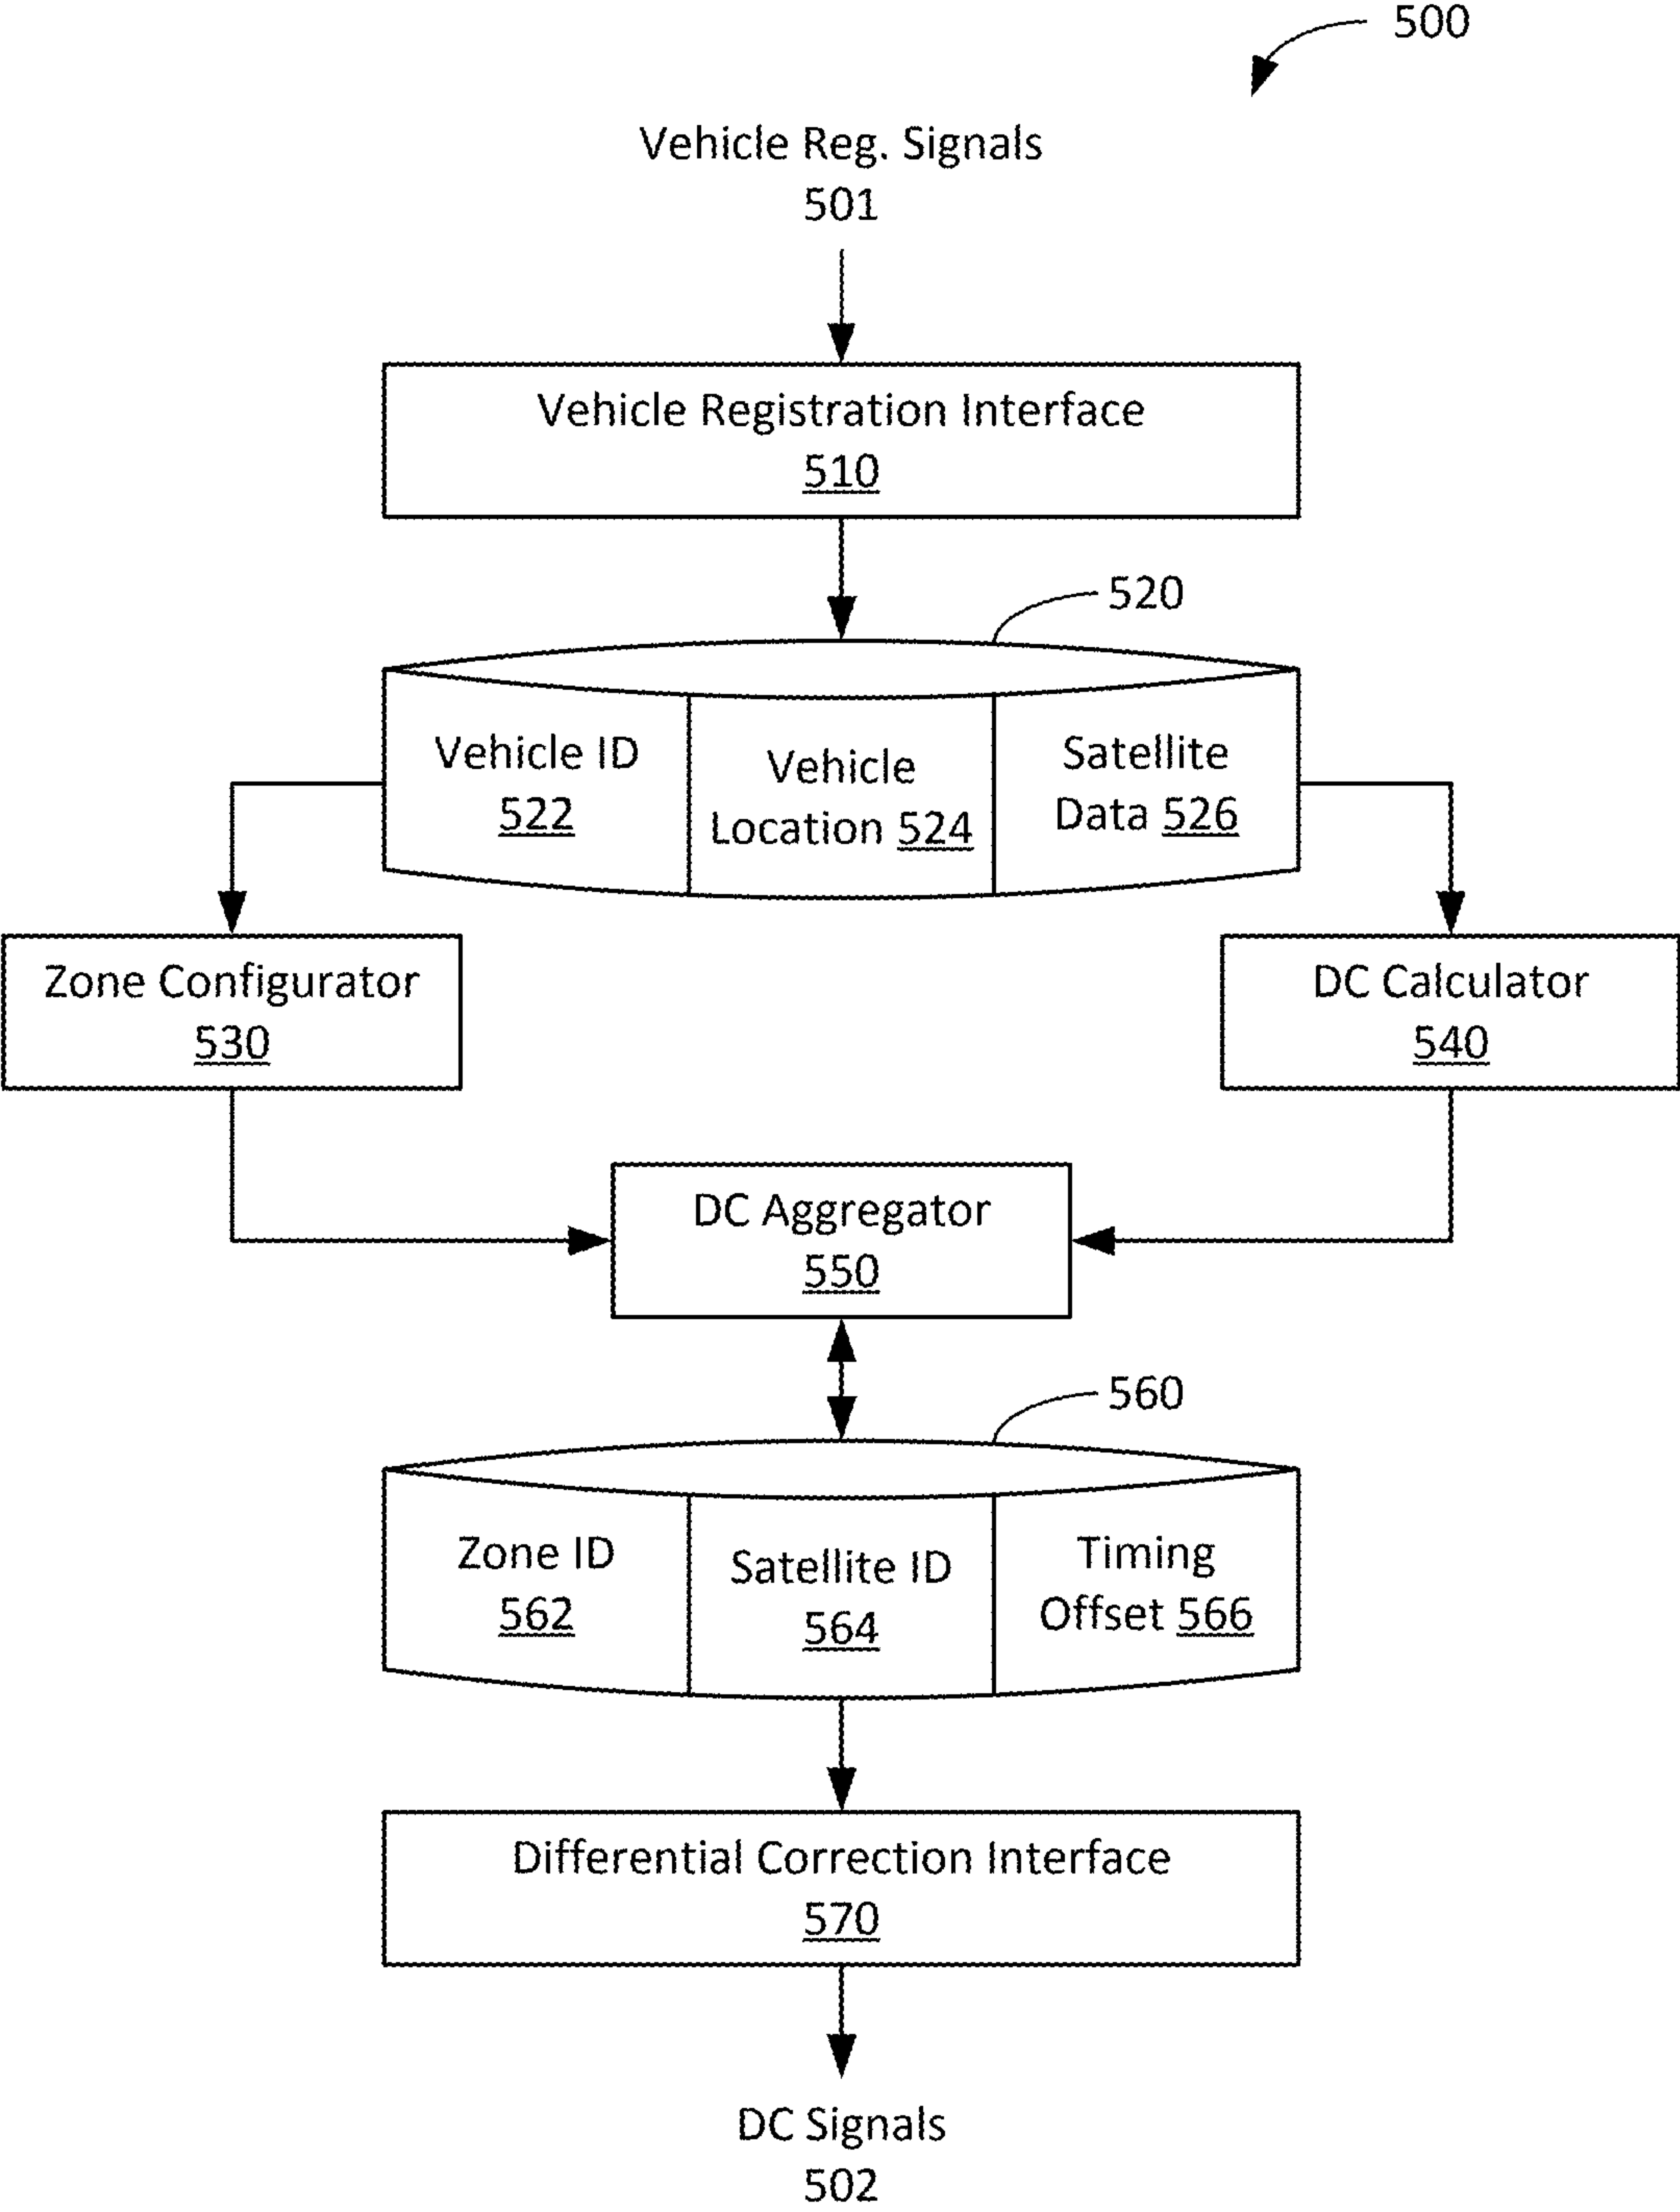 500
Vehicle Reg. Signals
501
Vehicle Registration Interface
510
520
Vehicle ID
522
Vehicle
Location 524
Satellite
Data 526
Zone Configurator
530
DC Calculator
540
DC Aggregator
550
560
Zone ID
562
Satellite ID
564
Timing
Offset 566
Differential Correction Interface
570
DC Signals
502